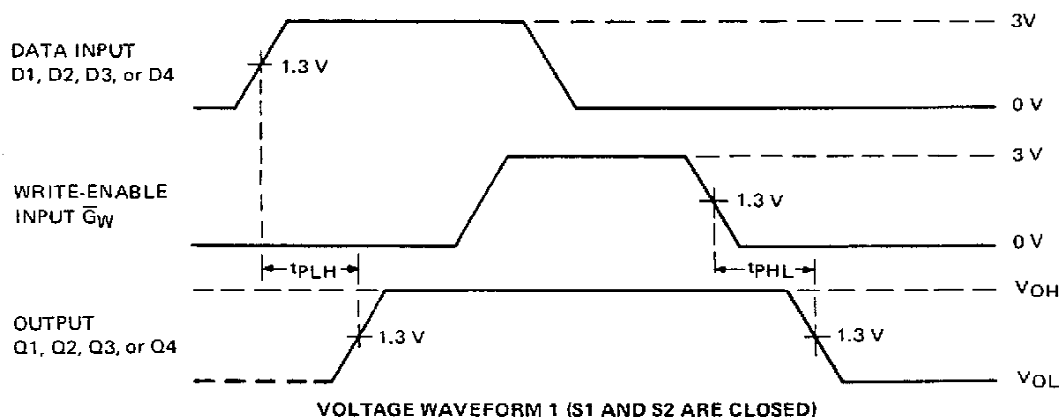 3V
DATA INPUT
D1, D2, D3, or D4
1.3 V
0 V
3 V
WRITE-ENABLE
INPUT G̅W
1.3 V
0 V
tPLH
tPHL
VOH
OUTPUT
Q1, Q2, Q3, or Q4
1.3 V
1.3 V
VOL
VOLTAGE WAVEFORM 1 (S1 AND S2 ARE CLOSED)